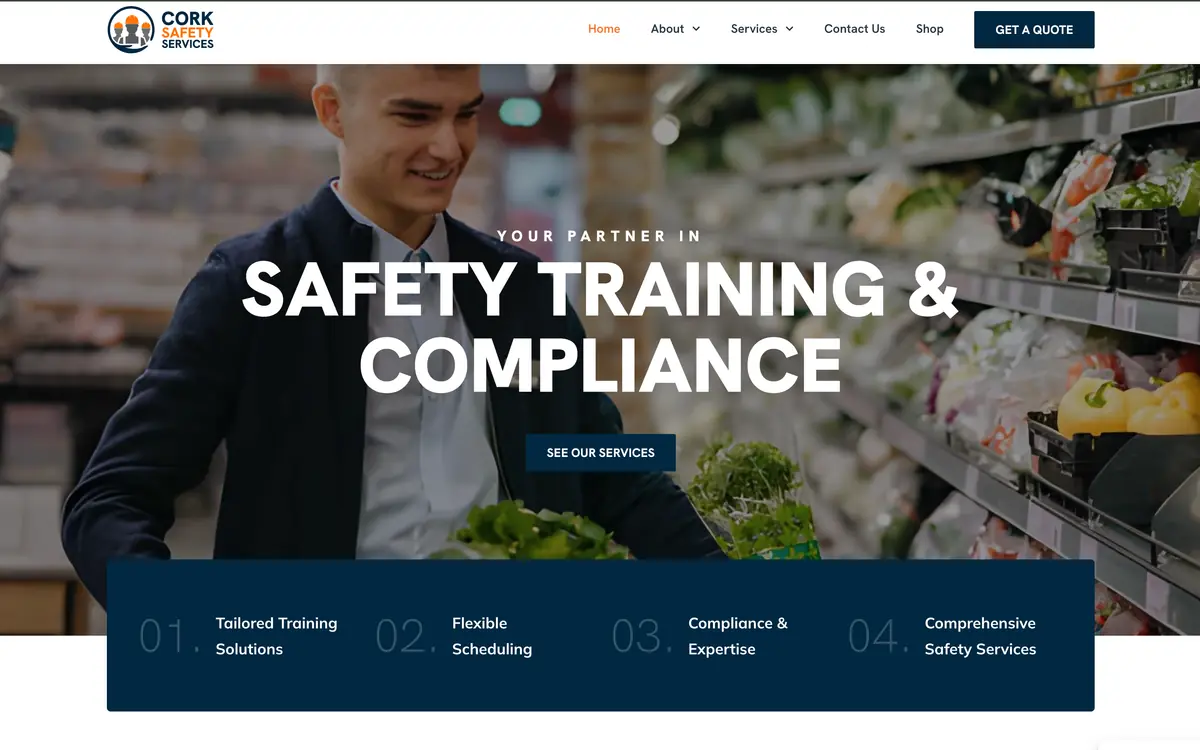 CORK
SAFETY
SERVICES
Home
About
Services
Contact Us
Shop
GET A QUOTE
YOUR PARTNER IN
SAFETY TRAINING &
COMPLIANCE
SEE OUR SERVICES
01.
Tailored Training
Solutions
02.
Flexible
Scheduling
03.
Compliance &
Expertise
04.
Comprehensive
Safety Services